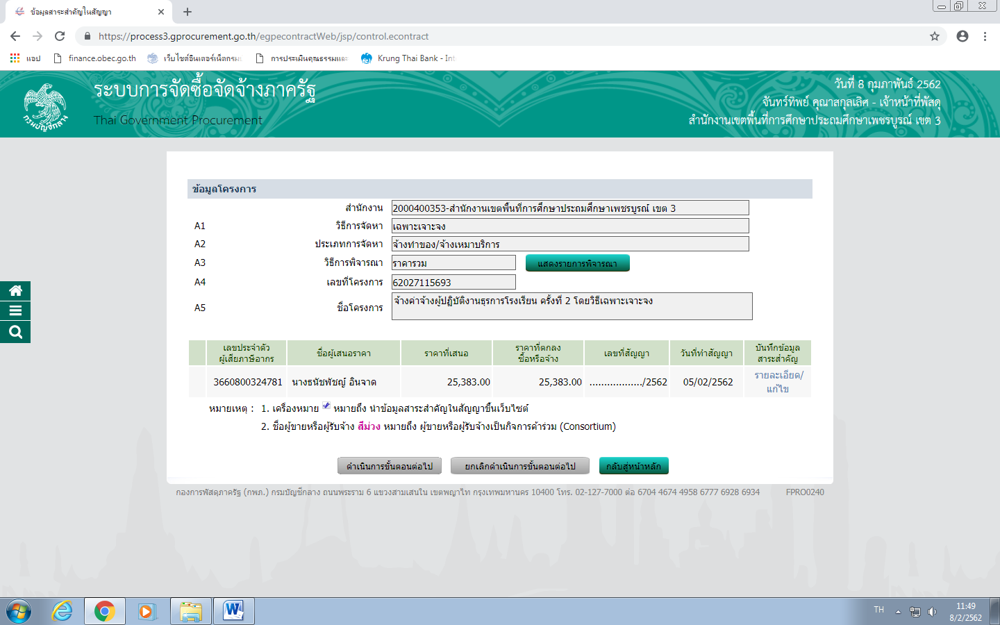 ข้อมูลสาระสำคัญในสัญญา
https://process3.gprocurement.go.th/egpecontractWeb/jsp/control.econtract
แอป finance.obec.go.th เว็บไซต์อินเตอร์เน็ตกรม การประเมินคุณธรรมและ Krung Thai Bank - Int
ระบบการจัดซื้อจัดจ้างภาครัฐ
Thai Government Procurement
กรมบัญชีกลาง
วันที่ 8 กุมภาพันธ์ 2562
จันทร์ทิพย์ คุณาสกุลเลิศ - เจ้าหน้าที่พัสดุ
สำนักงานเขตพื้นที่การศึกษาประถมศึกษาเพชรบูรณ์ เขต 3
ข้อมูลโครงการ
สำนักงาน 2000400353-สำนักงานเขตพื้นที่การศึกษาประถมศึกษาเพชรบูรณ์ เขต 3
A1 วิธีการจัดหา เฉพาะเจาะจง
A2 ประเภทการจัดหา จ้างทำของ/จ้างเหมาบริการ
A3 วิธีการพิจารณา ราคารวม แสดงรายการพิจารณา
A4 เลขที่โครงการ 62027115693
A5 ชื่อโครงการ จ้างค่าจ้างผู้ปฏิบัติงานธุรการโรงเรียน ครั้งที่ 2 โดยวิธีเฉพาะเจาะจง
เลขประจำตัวผู้เสียภาษีอากร ชื่อผู้เสนอราคา ราคาที่เสนอ ราคาที่ตกลงซื้อหรือจ้าง เลขที่สัญญา วันที่ทำสัญญา บันทึกข้อมูลสาระสำคัญ
3660800324781 นางธนัชพัชญ์ อินจาด 25,383.00 25,383.00 ................../2562 05/02/2562 รายละเอียด/แก้ไข
หมายเหตุ : 1. เครื่องหมาย หมายถึง นำข้อมูลสาระสำคัญในสัญญาขึ้นเว็บไซต์
2. ชื่อผู้ขายหรือผู้รับจ้าง สีม่วง หมายถึง ผู้ขายหรือผู้รับจ้างเป็นกิจการค้าร่วม (Consortium)
ดำเนินการขั้นตอนต่อไป ยกเลิกดำเนินการขั้นตอนต่อไป กลับสู่หน้าหลัก
กองการพัสดุภาครัฐ (กพภ.) กรมบัญชีกลาง ถนนพระราม 6 แขวงสามเสนใน เขตพญาไท กรุงเทพมหานคร 10400 โทร. 02-127-7000 ต่อ 6704 4674 4958 6777 6928 6934 FPRO0240
TH 11:49
8/2/2562